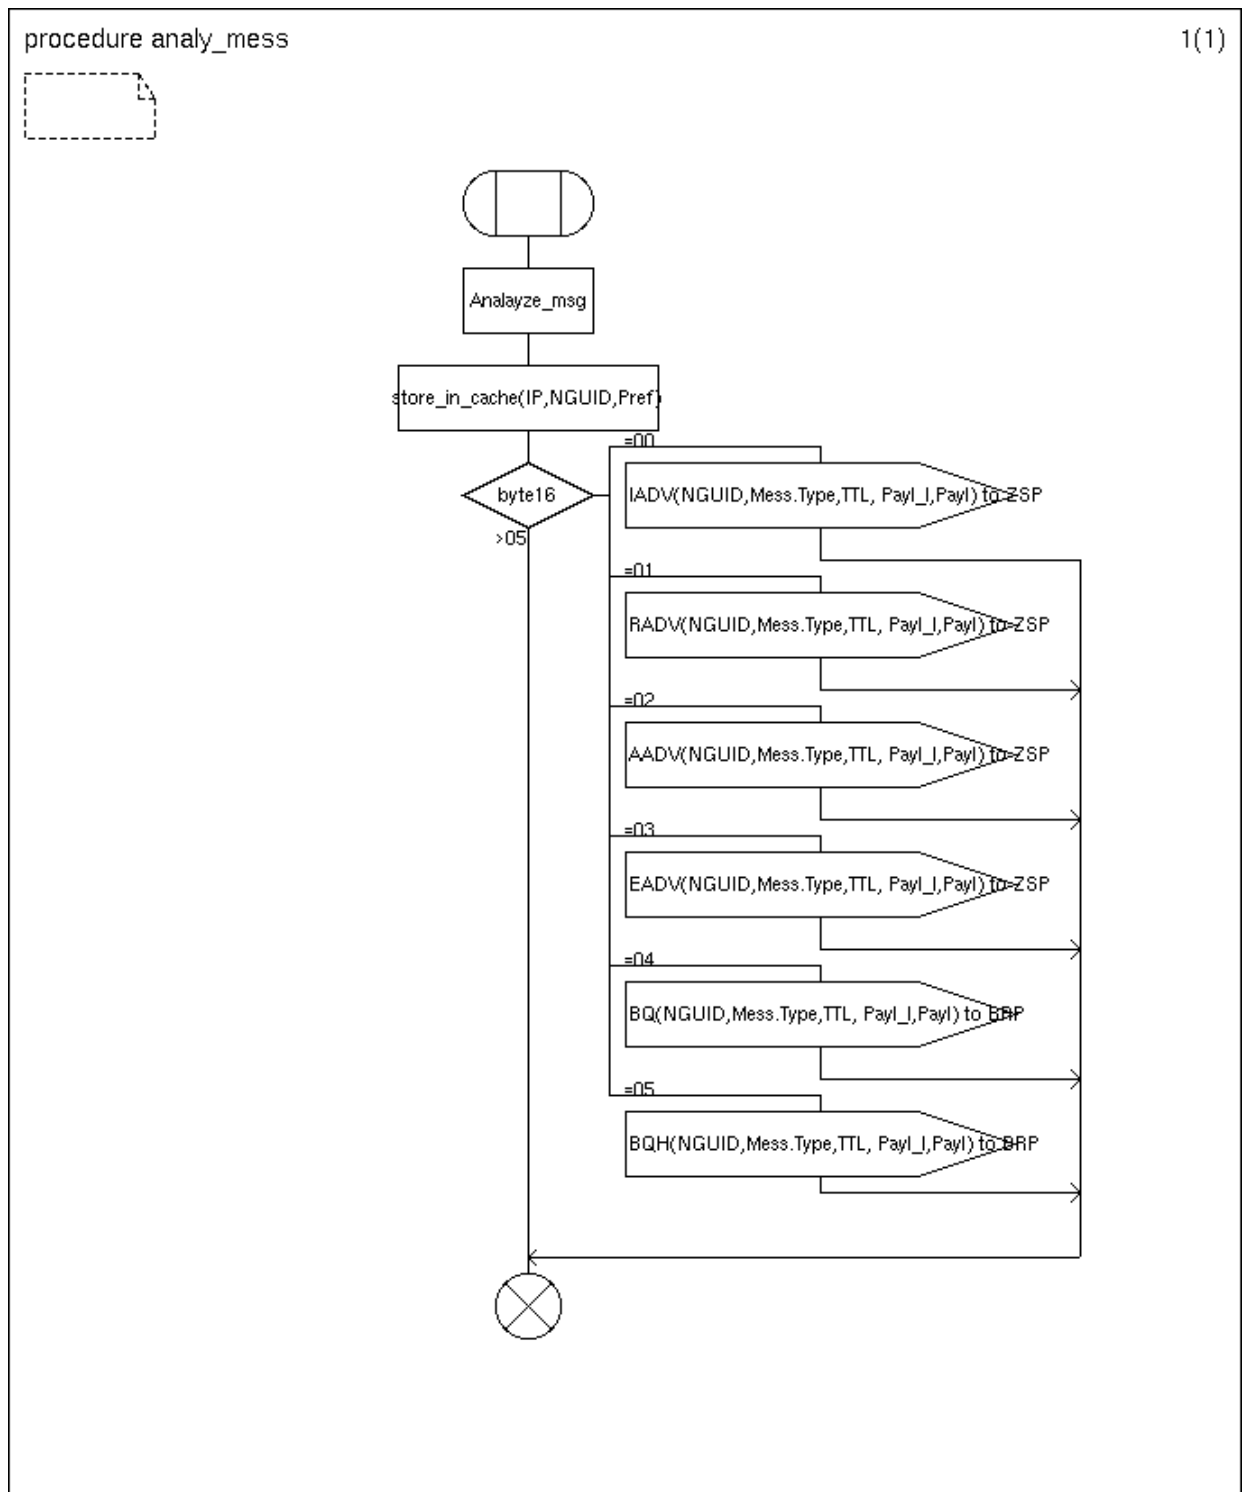 procedure analy_mess
1(1)
Analayze_msg
store_in_cache(IP,NGUID,Pref)
=00
byte16
IADV(NGUID,Mess.Type,TTL, Payl_l,Payl) to ZSP
>05
=01
RADV(NGUID,Mess.Type,TTL, Payl_l,Payl) to ZSP
=02
AADV(NGUID,Mess.Type,TTL, Payl_l,Payl) to ZSP
=03
EADV(NGUID,Mess.Type,TTL, Payl_l,Payl) to ZSP
=04
BQ(NGUID,Mess.Type,TTL, Payl_l,Payl) to BRP
=05
BQH(NGUID,Mess.Type,TTL, Payl_l,Payl) to BRP